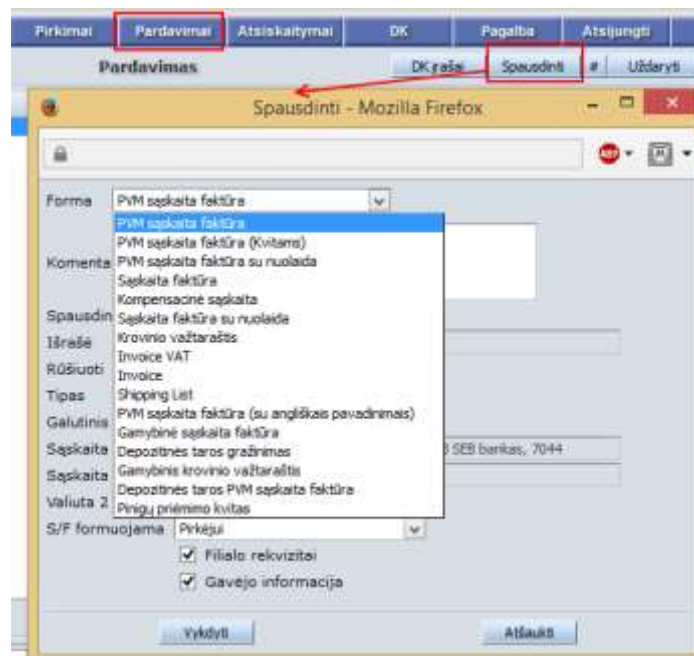 Pirkimai Pardavimai Atsiskaitymai DK Pagalba Atsijungti
Pardavimas DK įrašai Spausdinti # Uždaryti
Spausdinti - Mozilla Firefox
ABP
Forma PVM sąskaita faktūra
PVM sąskaita faktūra
PVM sąskaita faktūra (Kvitams)
Komenta PVM sąskaita faktūra su nuolaida
Sąskaita faktūra
Kompensacinė sąskaita
Spausdin Sąskaita faktūra su nuolaida
Išrašė Krovinio važtaraštis
Invoice VAT
Rūšiuoti Invoice
Tipas Shipping List
PVM sąskaita faktūra (su angliškais pavadinimais)
Galutinis Gamybinė sąskaita faktūra
Sąskaita Depozitinės taros gražinimas SEB bankas, 7044
Sąskaita Gamybinis krovinio važtaraštis
Depozitinės taros PVM sąskaita faktūra
Valiuta 2 Pinigų priėmimo kvitas
S/F formuojama Pirkėjui
Filialo rekvizitai
Gavėjo informacija
Vykdyti Atšaukti